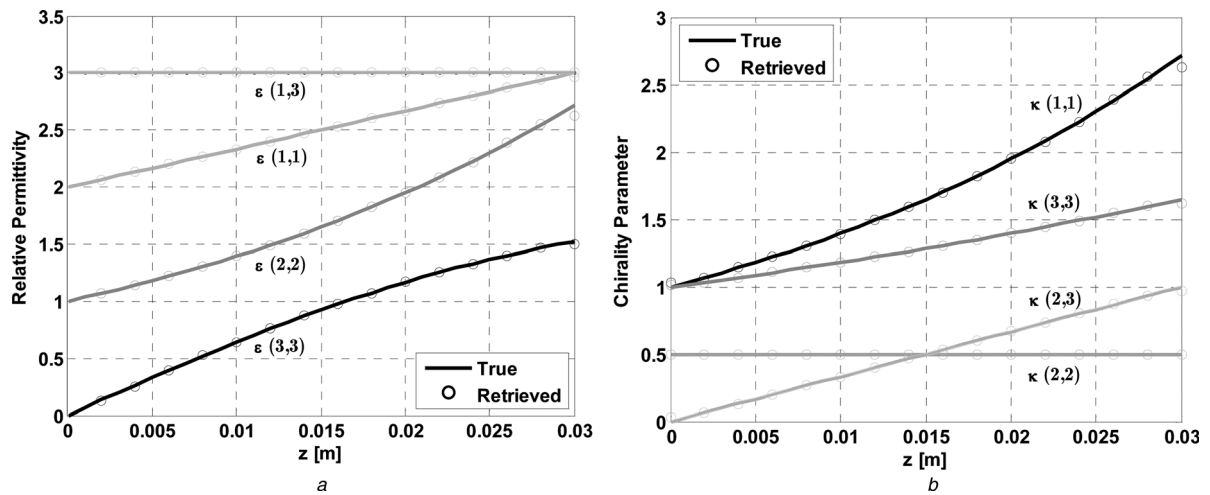 Relative Permittivity
3.5
3
2.5
2
1.5
1
0.5
0
ε (1,3)
ε (1,1)
ε (2,2)
ε (3,3)
True
Retrieved
0 0.005 0.01 0.015 0.02 0.025 0.03
z [m]
a
Chirality Parameter
3
2.5
2
1.5
1
0.5
0
True
Retrieved
κ (1,1)
κ (3,3)
κ (2,3)
κ (2,2)
0 0.005 0.01 0.015 0.02 0.025 0.03
z [m]
b